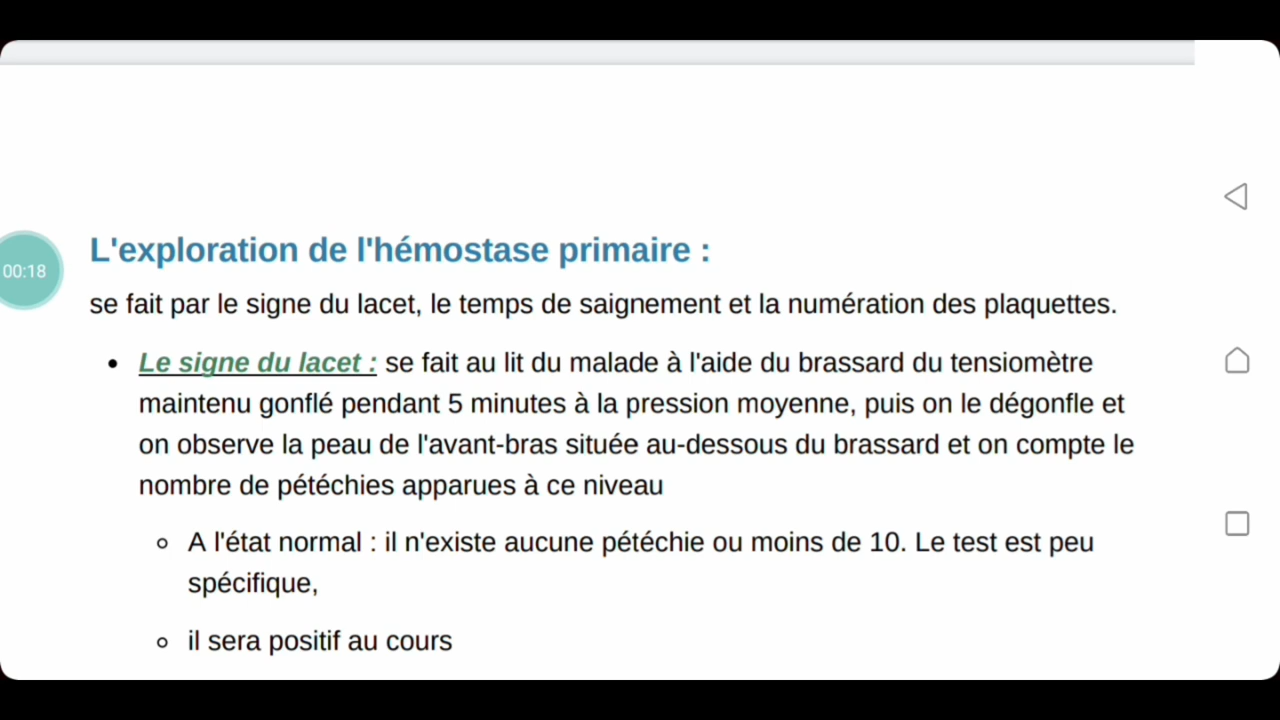 L'exploration de l'hémostase primaire :
00:18
se fait par le signe du lacet, le temps de saignement et la numération des plaquettes.
• Le signe du lacet : se fait au lit du malade à l'aide du brassard du tensiomètre
maintenu gonflé pendant 5 minutes à la pression moyenne, puis on le dégonfle et
on observe la peau de l'avant-bras située au-dessous du brassard et on compte le
nombre de pétéchies apparues à ce niveau
o A l'état normal : il n'existe aucune pétéchie ou moins de 10. Le test est peu
spécifique,
o il sera positif au cours